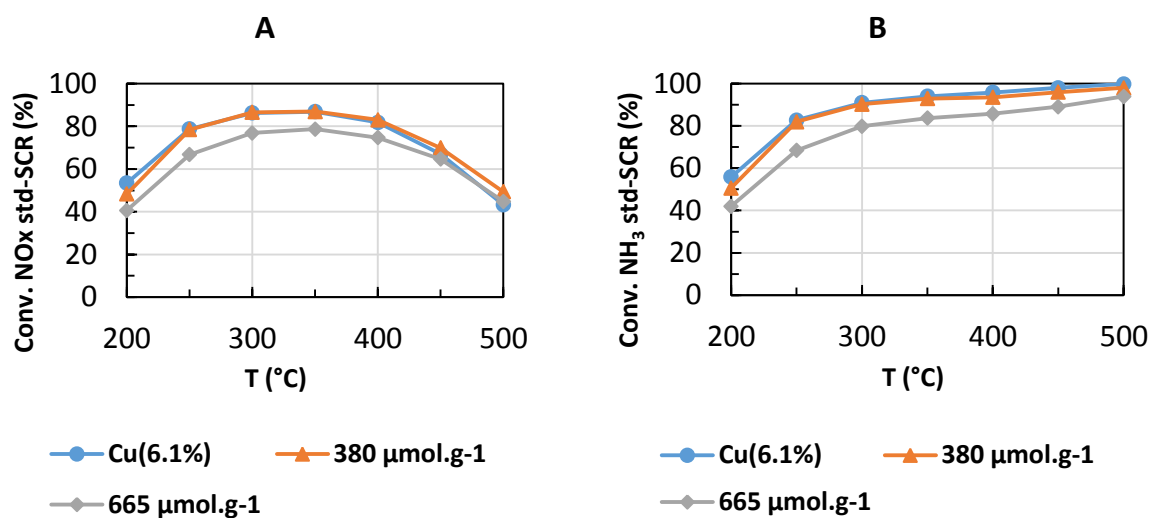 A
Conv. NOx std-SCR (%)
100
80
60
40
20
0
200 300 400 500
T (°C)
Cu(6.1%) 380 µmol.g-1
665 µmol.g-1
B
Conv. NH₃ std-SCR (%)
100
80
60
40
20
0
200 300 400 500
T (°C)
Cu(6.1%) 380 µmol.g-1
665 µmol.g-1